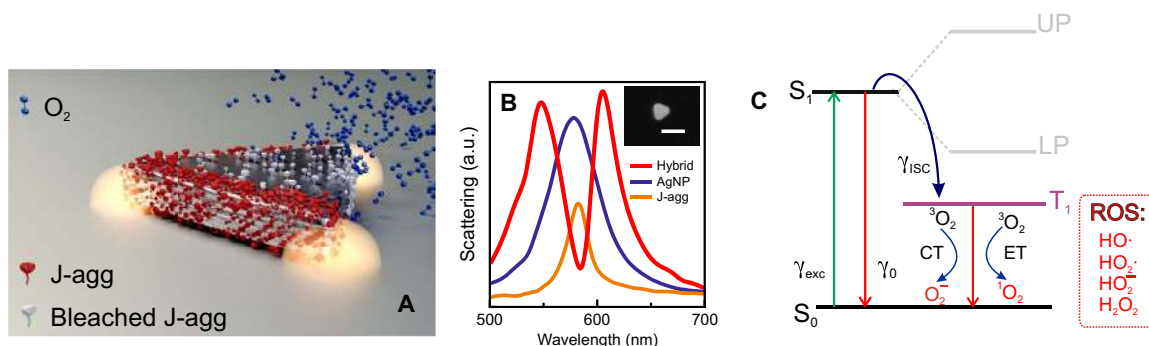 O₂
J-agg
Bleached J-agg
A
B
Scattering (a.u.)
Hybrid
AgNP
J-agg
500 600 700
Wavelength (nm)
C
UP
S₁
LP
γISC
T₁
³O₂ ³O₂
CT ET
γexc γ₀
O₂⁻ ¹O₂
S₀
ROS:
HO·
HO₂·
HO₂⁻
H₂O₂